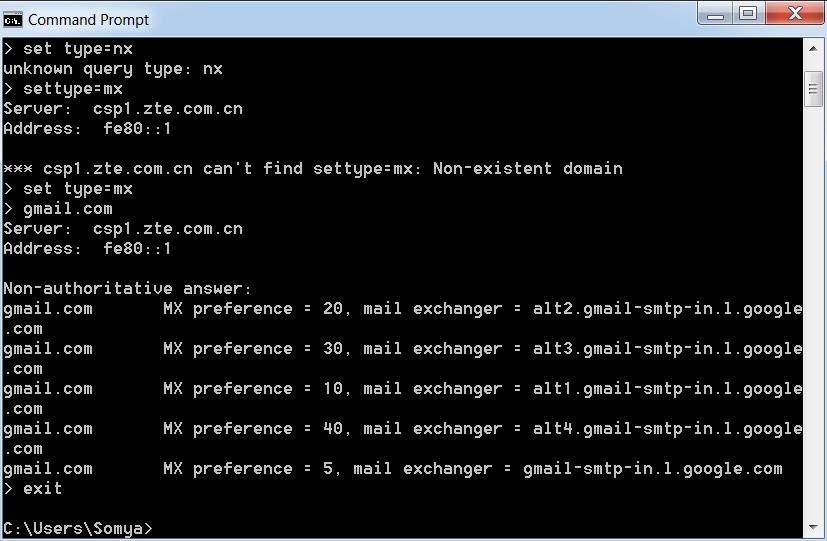 Command Prompt
> set type=nx
unknown query type: nx
> settype=mx
Server:  csp1.zte.com.cn
Address:  fe80::1
*** csp1.zte.com.cn can't find settype=mx: Non-existent domain
> set type=mx
> gmail.com
Server:  csp1.zte.com.cn
Address:  fe80::1
Non-authoritative answer:
gmail.com       MX preference = 20, mail exchanger = alt2.gmail-smtp-in.l.google
.com
gmail.com       MX preference = 30, mail exchanger = alt3.gmail-smtp-in.l.google
.com
gmail.com       MX preference = 10, mail exchanger = alt1.gmail-smtp-in.l.google
.com
gmail.com       MX preference = 40, mail exchanger = alt4.gmail-smtp-in.l.google
.com
gmail.com       MX preference = 5, mail exchanger = gmail-smtp-in.l.google.com
> exit
C:\Users\Somya>